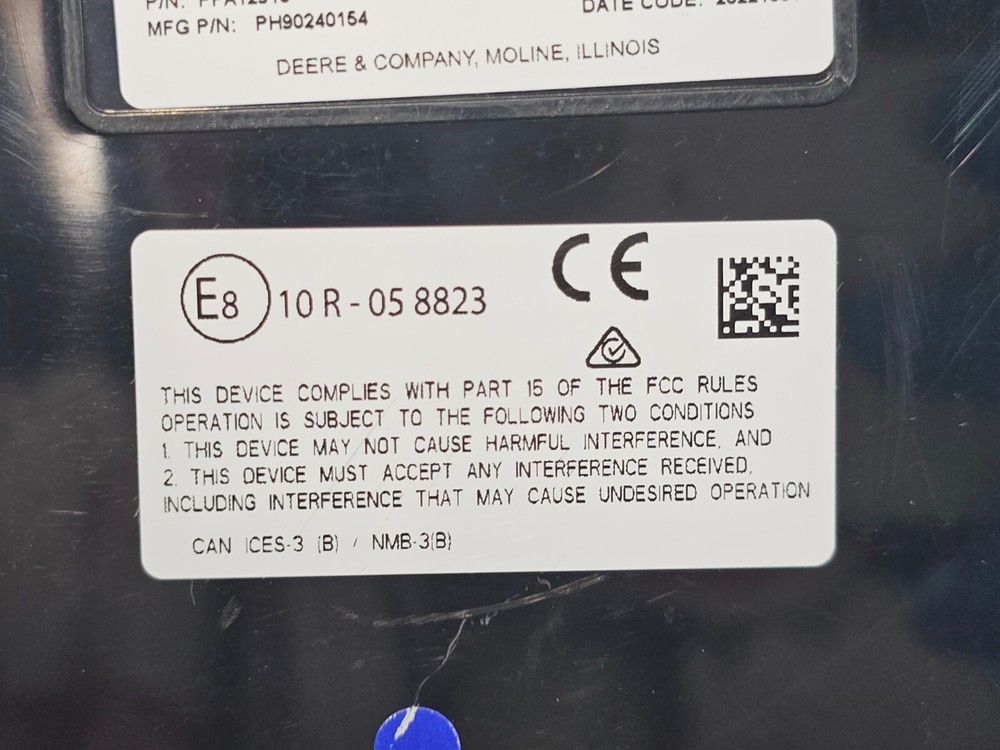 P/N:
MFG P/N: PH90240154
DATE CODE:
DEERE & COMPANY, MOLINE, ILLINOIS
E8 10 R - 05 8823
CE
THIS DEVICE COMPLIES WITH PART 15 OF THE FCC RULES
OPERATION IS SUBJECT TO THE FOLLOWING TWO CONDITIONS
1. THIS DEVICE MAY NOT CAUSE HARMFUL INTERFERENCE, AND
2. THIS DEVICE MUST ACCEPT ANY INTERFERENCE RECEIVED,
INCLUDING INTERFERENCE THAT MAY CAUSE UNDESIRED OPERATION
CAN ICES-3 (B) / NMB-3(B)